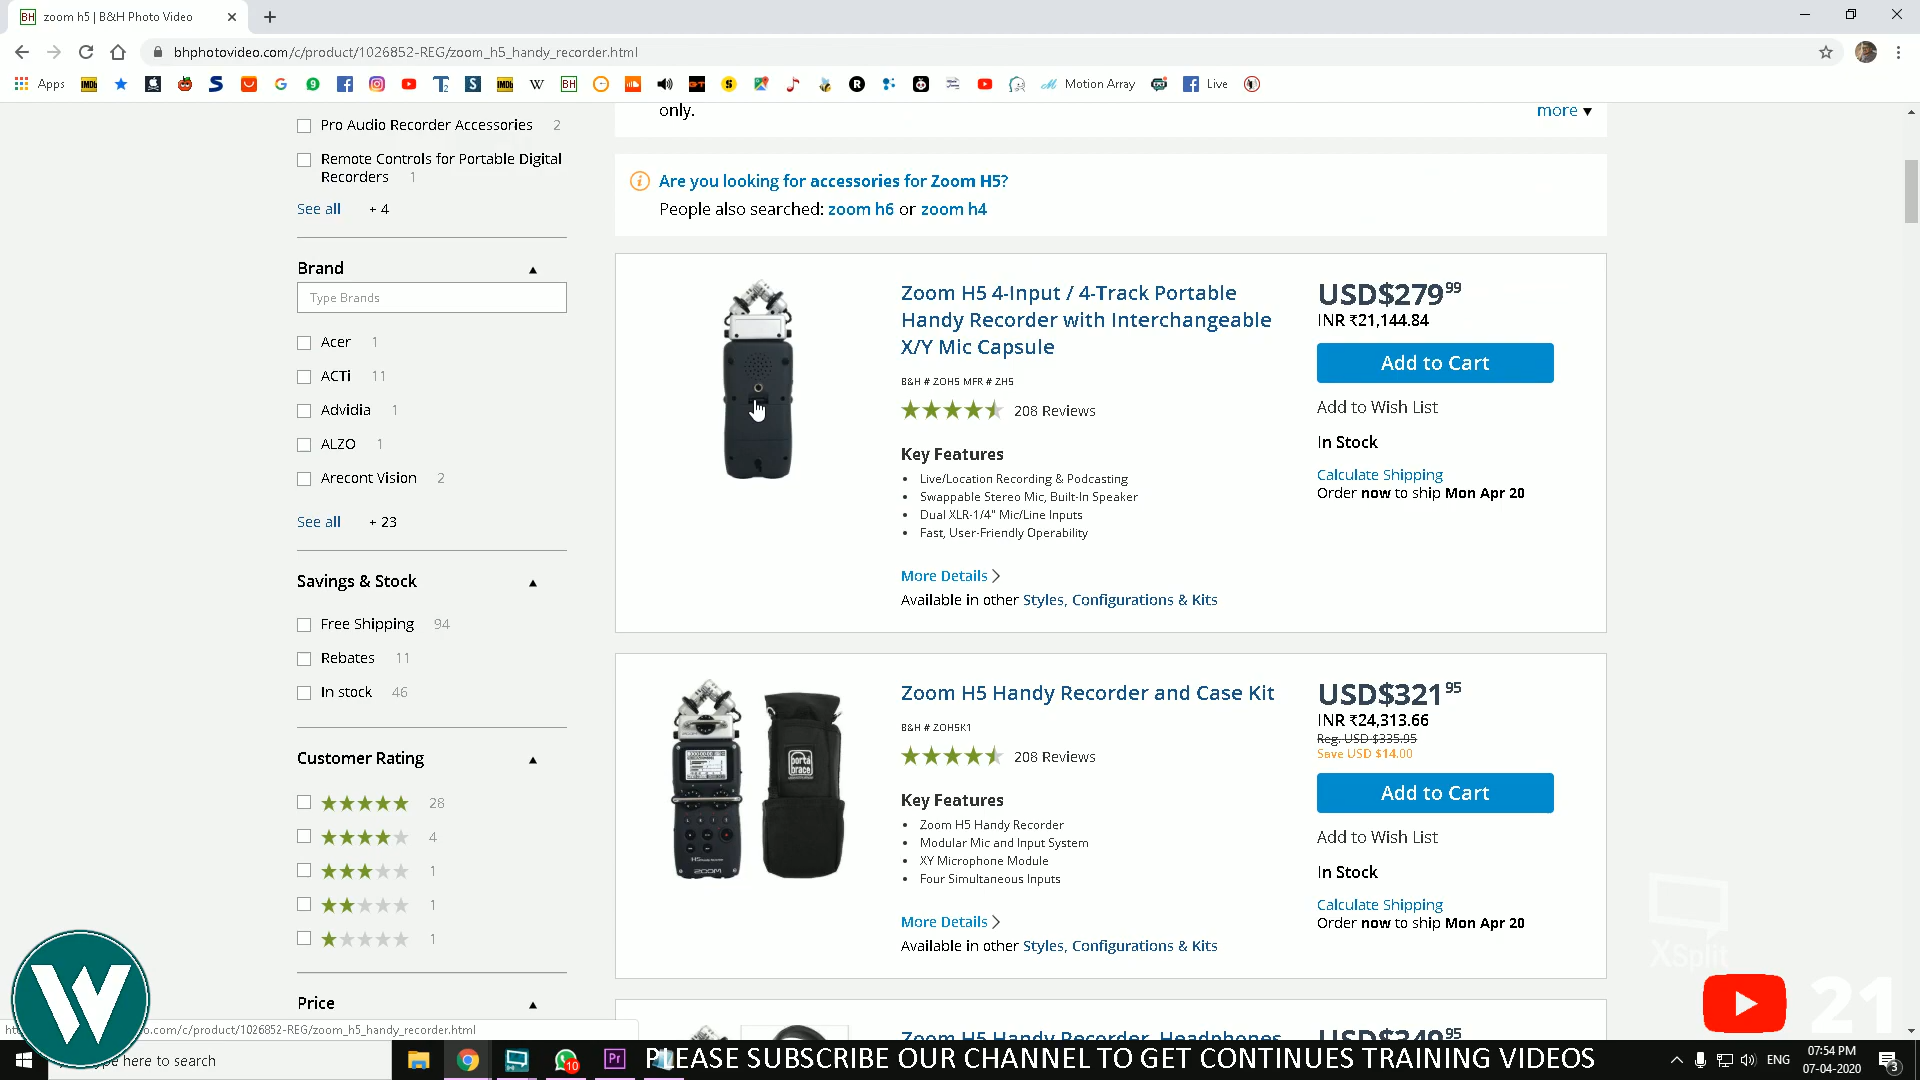 BH zoom h5 | B&H Photo Video
bhphotovideo.com/c/product/1026852-REG/zoom_h5_handy_recorder.html
Apps
Motion Array
Live
Pro Audio Recorder Accessories 2
Remote Controls for Portable Digital
Recorders 1
See all + 4
Brand
Type Brands
Acer 1
ACTi 11
Advidia 1
ALZO 1
Arecont Vision 2
See all + 23
Savings & Stock
Free Shipping 94
Rebates 11
In stock 46
Customer Rating
28
4
1
1
1
Price
only.
more
Are you looking for accessories for Zoom H5?
People also searched: zoom h6 or zoom h4
Zoom H5 4-Input / 4-Track Portable
Handy Recorder with Interchangeable
X/Y Mic Capsule
B&H # ZOH5 MFR # ZH5
208 Reviews
Key Features
• Live/Location Recording & Podcasting
• Swappable Stereo Mic, Built-In Speaker
• Dual XLR-1/4" Mic/Line Inputs
• Fast, User-Friendly Operability
More Details
Available in other Styles, Configurations & Kits
USD$279.99
INR ₹21,144.84
Add to Cart
Add to Wish List
In Stock
Calculate Shipping
Order now to ship Mon Apr 20
porta
brace
H5
ZOOM
Zoom H5 Handy Recorder and Case Kit
B&H # ZOH5K1
208 Reviews
Key Features
• Zoom H5 Handy Recorder
• Modular Mic and Input System
• XY Microphone Module
• Four Simultaneous Inputs
More Details
Available in other Styles, Configurations & Kits
USD$321.95
INR ₹24,313.66
Reg. USD $335.95
Save USD $14.00
Add to Cart
Add to Wish List
In Stock
Calculate Shipping
Order now to ship Mon Apr 20
Zoom H5 Handy Recorder, Headphones
USD$349.95
XSplit
21
W
o.com/c/product/1026852-REG/zoom_h5_handy_recorder.html
here to search
10
Pr
PLEASE SUBSCRIBE OUR CHANNEL TO GET CONTINUES TRAINING VIDEOS
ENG
07:54 PM
07-04-2020
3